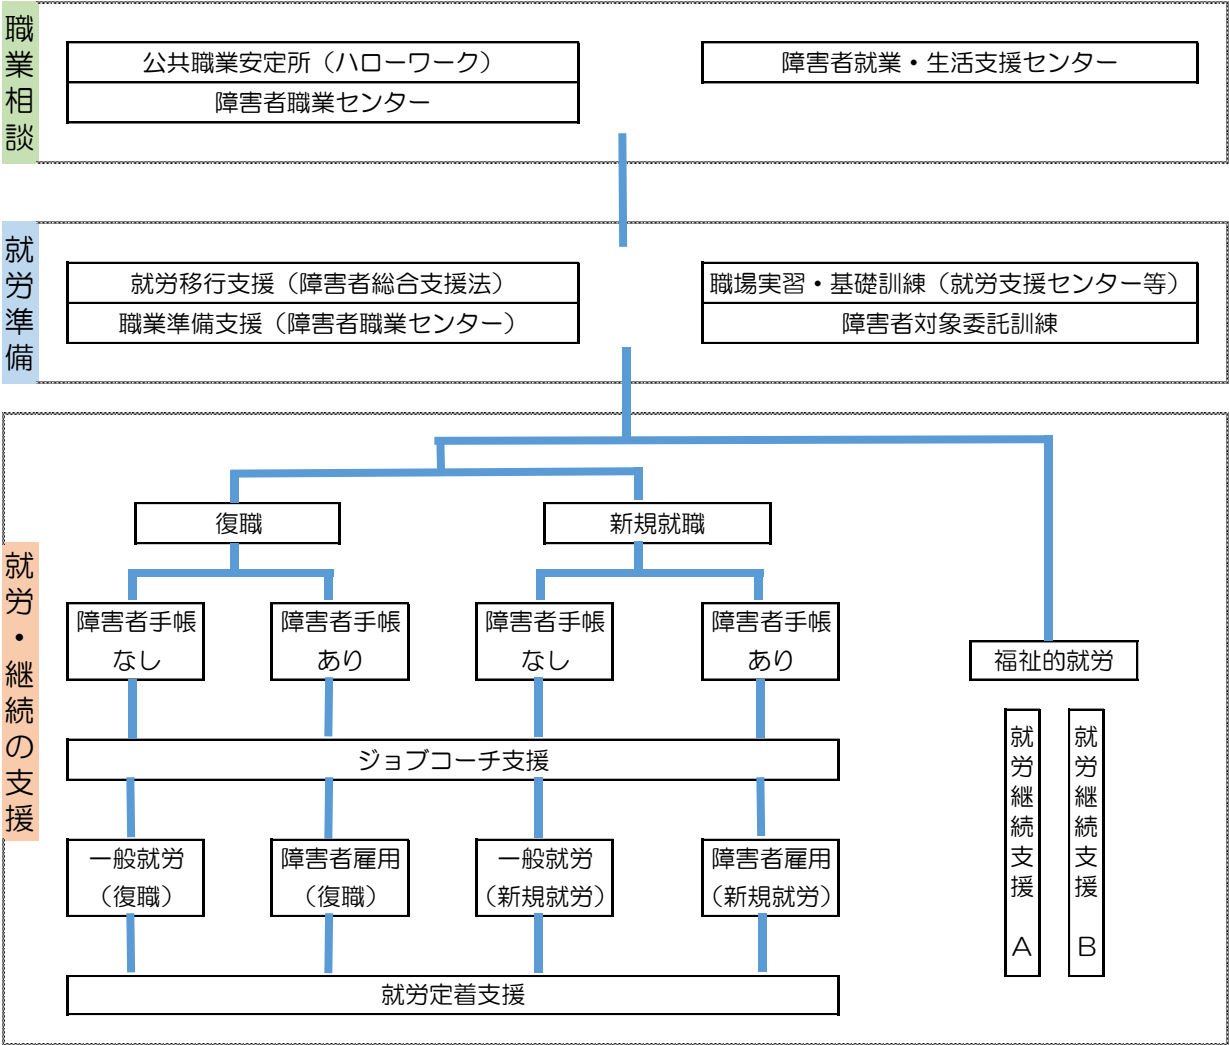 職業相談
公共職業安定所（ハローワーク）
障害者職業センター
障害者就業・生活支援センター
就労準備
就労移行支援（障害者総合支援法）
職業準備支援（障害者職業センター）
職場実習・基礎訓練（就労支援センター等）
障害者対象委託訓練
就労・継続の支援
復職
新規就職
障害者手帳
なし
障害者手帳
あり
障害者手帳
なし
障害者手帳
あり
福祉的就労
ジョブコーチ支援
就労継続支援　A
就労継続支援　B
一般就労
（復職）
障害者雇用
（復職）
一般就労
（新規就労）
障害者雇用
（新規就労）
就労定着支援